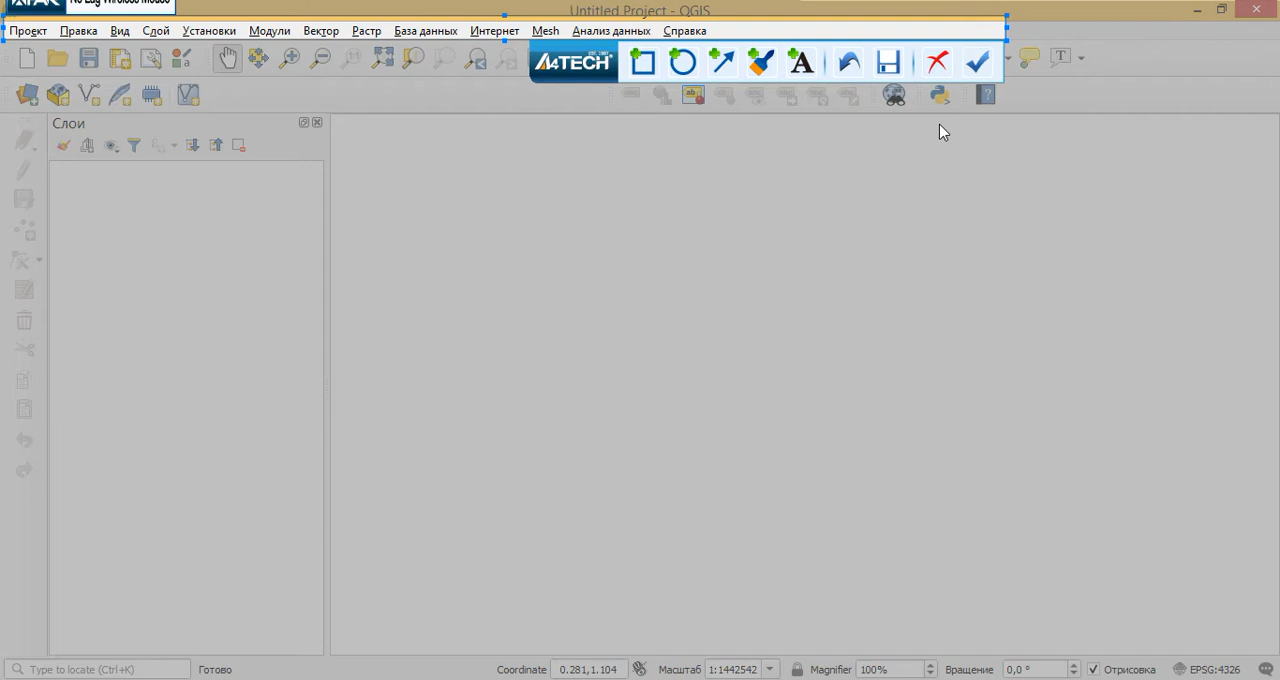 No Lag Wireless Mouse
Untitled Project - QGIS
Проект Правка Вид Слой Установки Модули Вектор Растр База данных Интернет Mesh Анализ данных Справка
A4TECH
A
T
ab
Слои
Type to locate (Ctrl+K) Готово Coordinate 0.281,1.104 Масштаб 1:1442542 Magnifier 100% Вращение 0,0 ° Отрисовка EPSG:4326